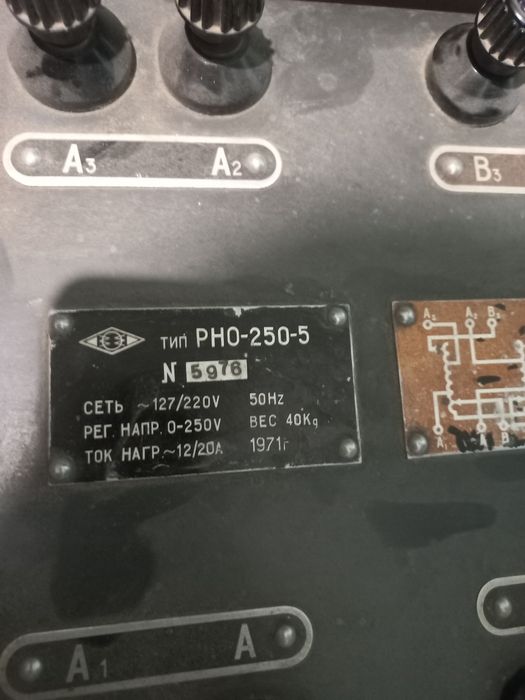 A3 A2
B3
тип РНО-250-5
N 5976
СЕТЬ ~127/220V 50Hz
РЕГ. НАПР. 0-250V ВЕС 40Kg
ТОК НАГР.~12/20А 1971г
A1 A